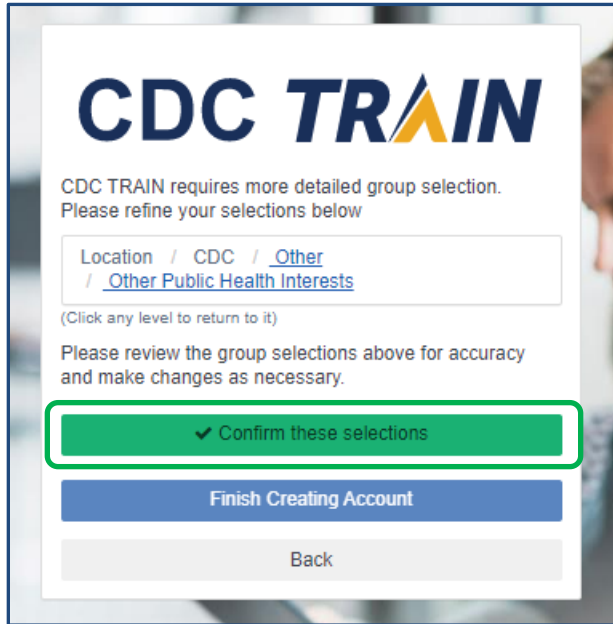 CDC TRAIN
CDC TRAIN requires more detailed group selection.
Please refine your selections below
Location / CDC / Other
/ Other Public Health Interests
(Click any level to return to it)
Please review the group selections above for accuracy
and make changes as necessary.
✔ Confirm these selections
Finish Creating Account
Back